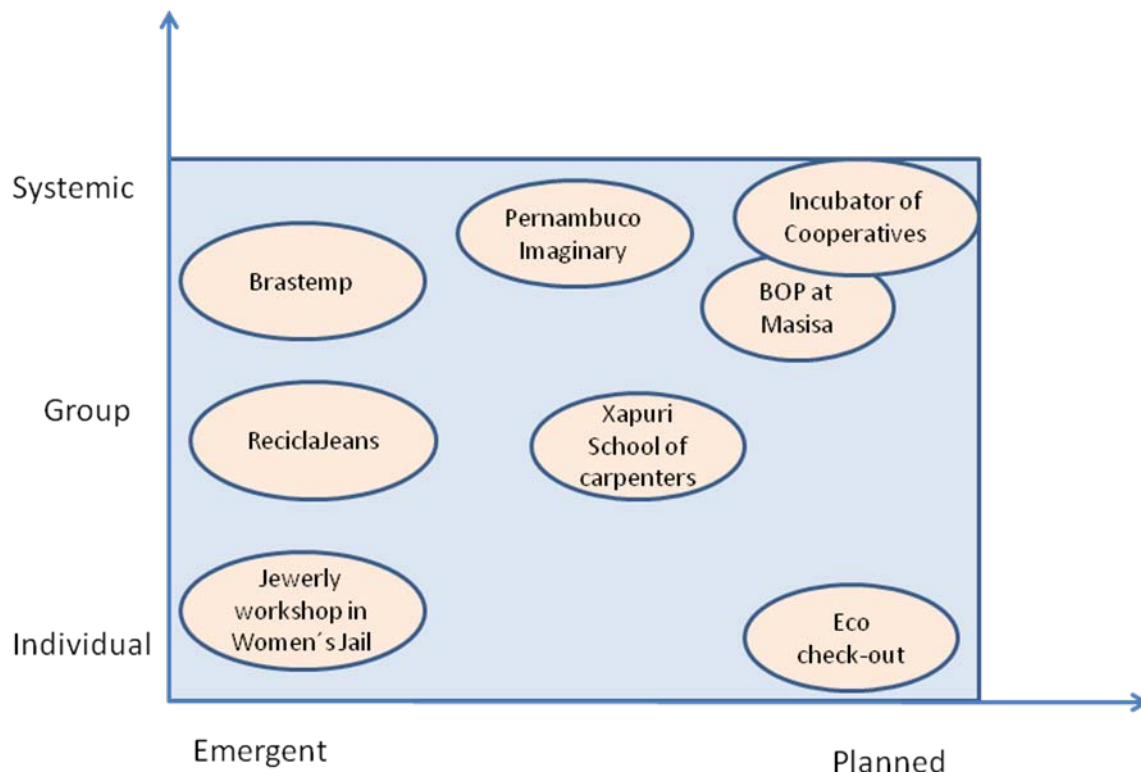 Systemic
Incubator of
Cooperatives
Pernambuco
Imaginary
Brastemp
BOP at
Masisa
Group
Xapuri
School of
carpenters
ReciclaJeans
Jewerly
workshop in
Women´s Jail
Individual
Eco
check-out
Emergent
Planned